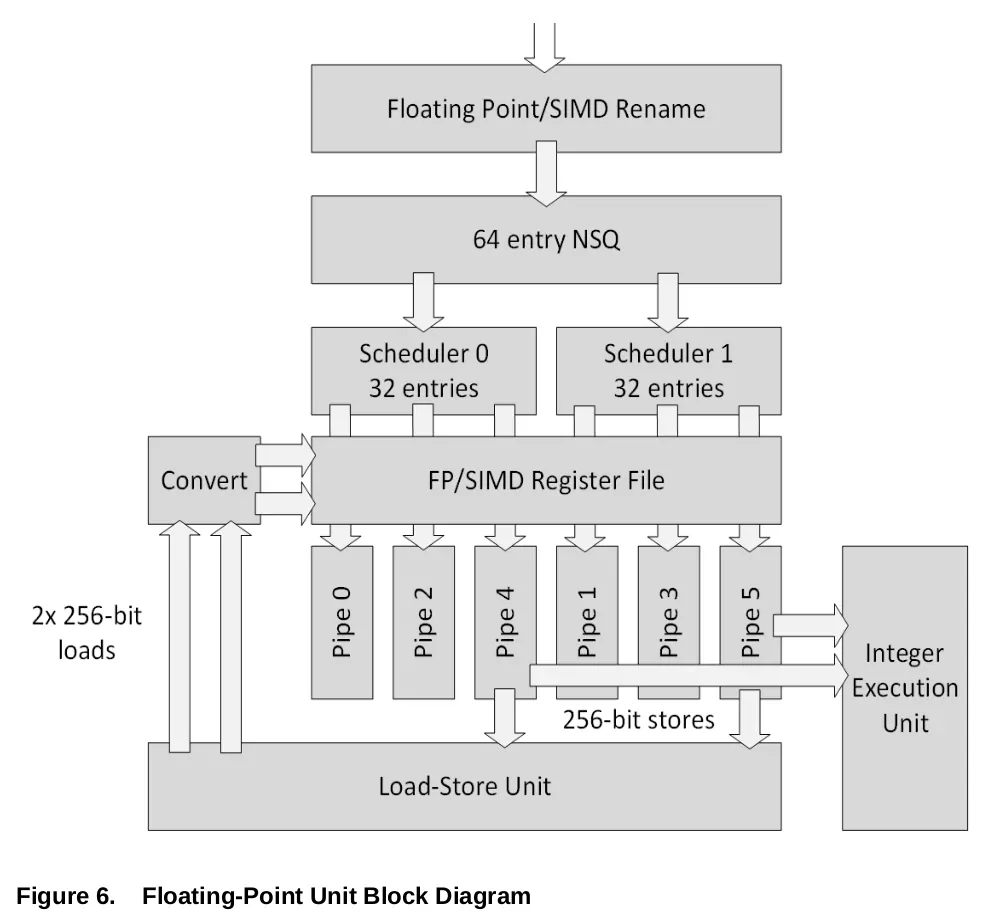 Floating Point/SIMD Rename
64 entry NSQ
Scheduler 0
32 entries
Scheduler 1
32 entries
Convert
FP/SIMD Register File
2x 256-bit
loads
Pipe 0
Pipe 2
Pipe 4
Pipe 1
Pipe 3
Pipe 5
Integer
Execution
Unit
256-bit stores
Load-Store Unit
Figure 6. Floating-Point Unit Block Diagram